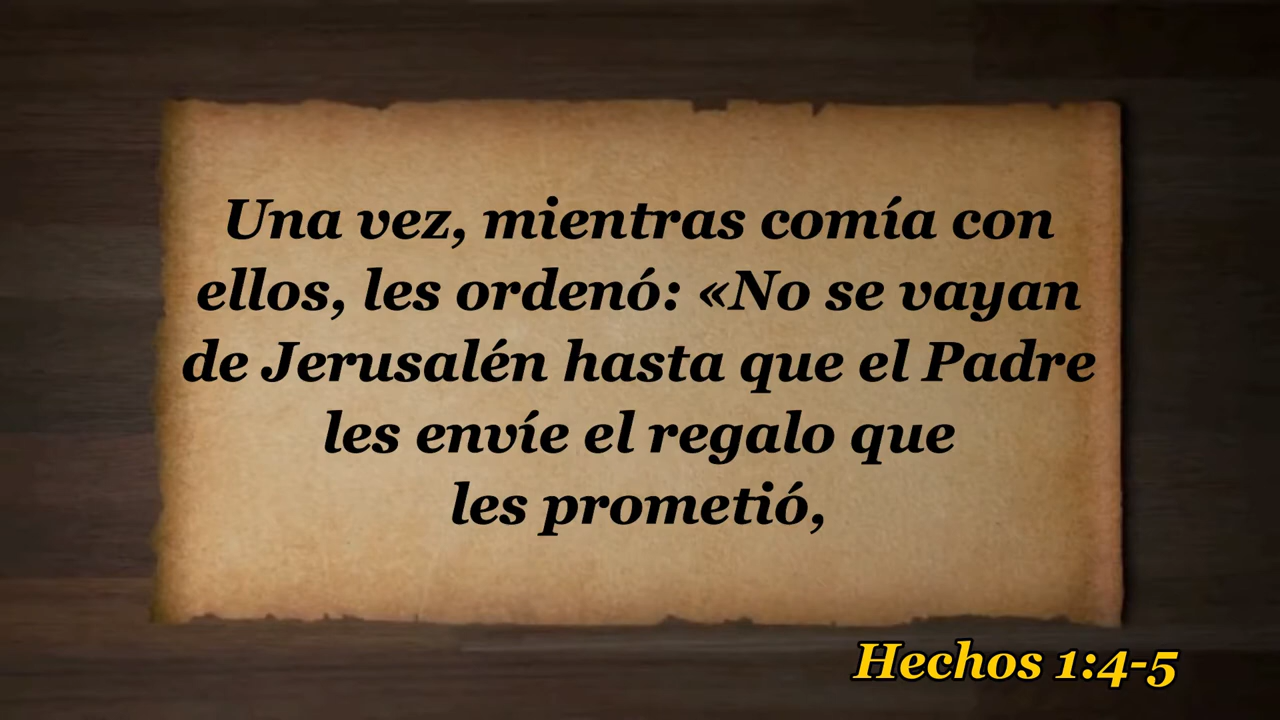 Una vez, mientras comía con
ellos, les ordenó: «No se vayan
de Jerusalén hasta que el Padre
les envíe el regalo que
les prometió,
Hechos 1:4-5